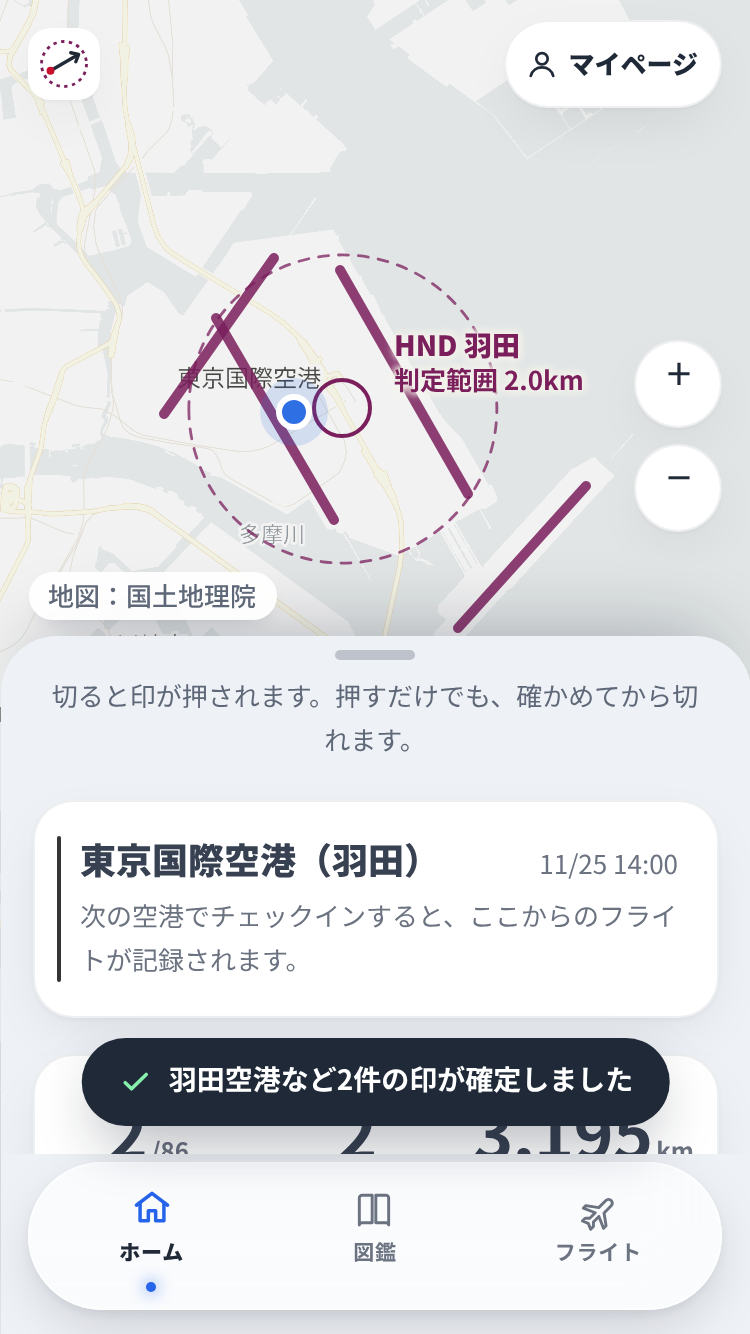 マイページ
HND 羽田
判定範囲 2.0km
東京国際空港
+
−
多摩川
地図：国土地理院
切ると印が押されます。押すだけでも、確かめてから切
れます。
東京国際空港（羽田） 11/25 14:00
次の空港でチェックインすると、ここからのフライ
トが記録されます。
羽田空港など2件の印が確定しました
2 /86 2 3,195 km
ホーム 図鑑 フライト